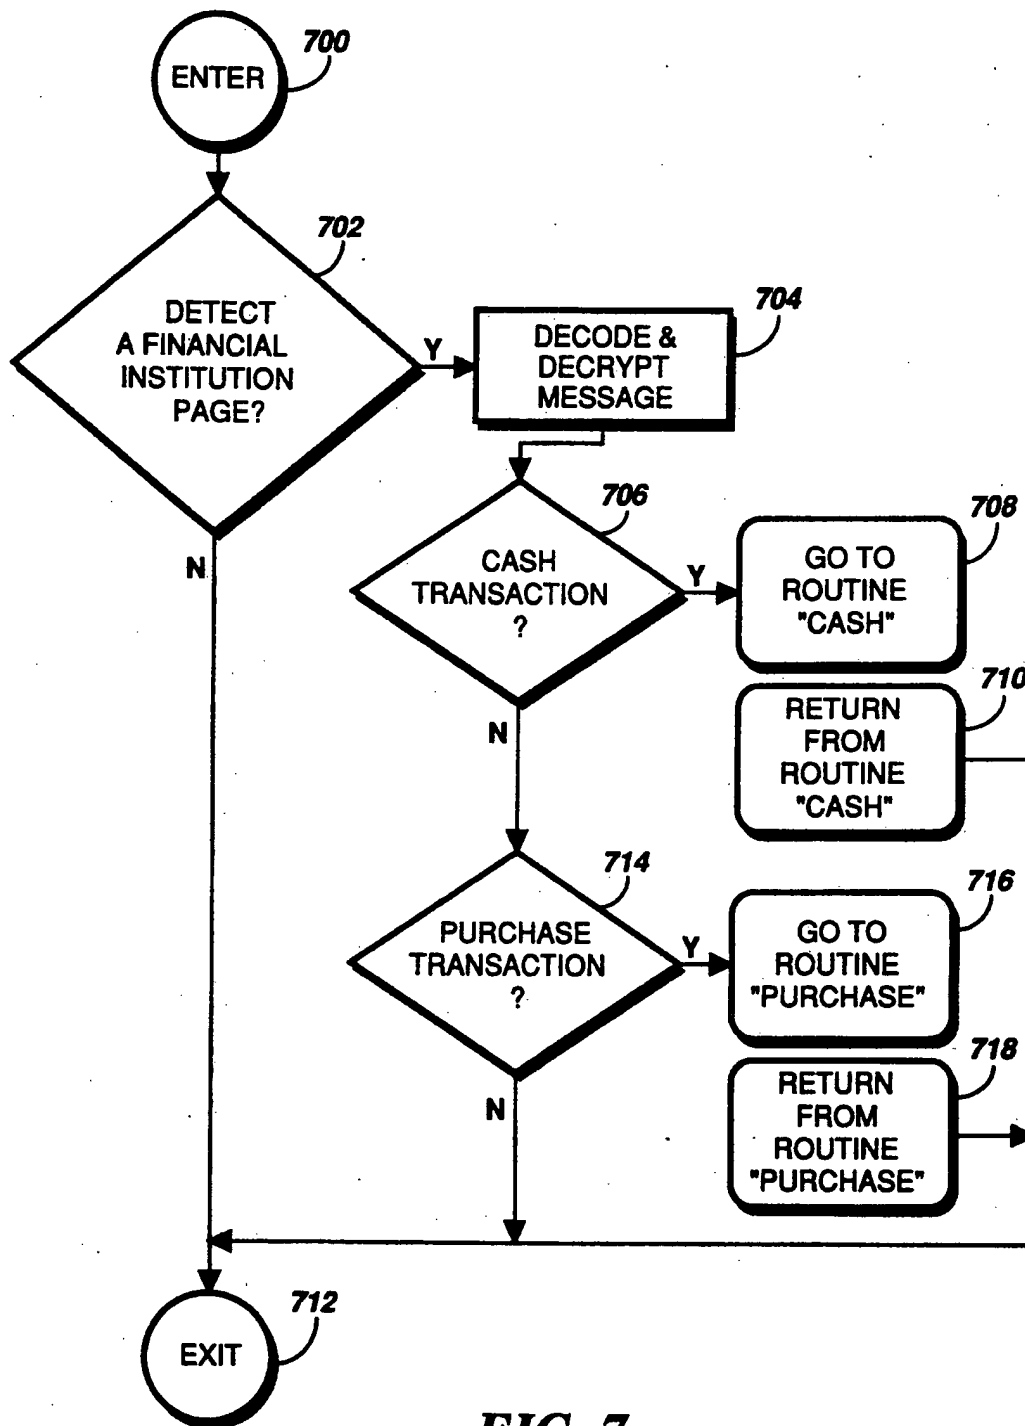 700
ENTER
702
DETECT
A FINANCIAL
INSTITUTION
PAGE?
Y
N
704
DECODE &
DECRYPT
MESSAGE
706
CASH
TRANSACTION
?
Y
N
708
GO TO
ROUTINE
"CASH"
710
RETURN
FROM
ROUTINE
"CASH"
714
PURCHASE
TRANSACTION
?
Y
N
716
GO TO
ROUTINE
"PURCHASE"
718
RETURN
FROM
ROUTINE
"PURCHASE"
712
EXIT
FIG. 7